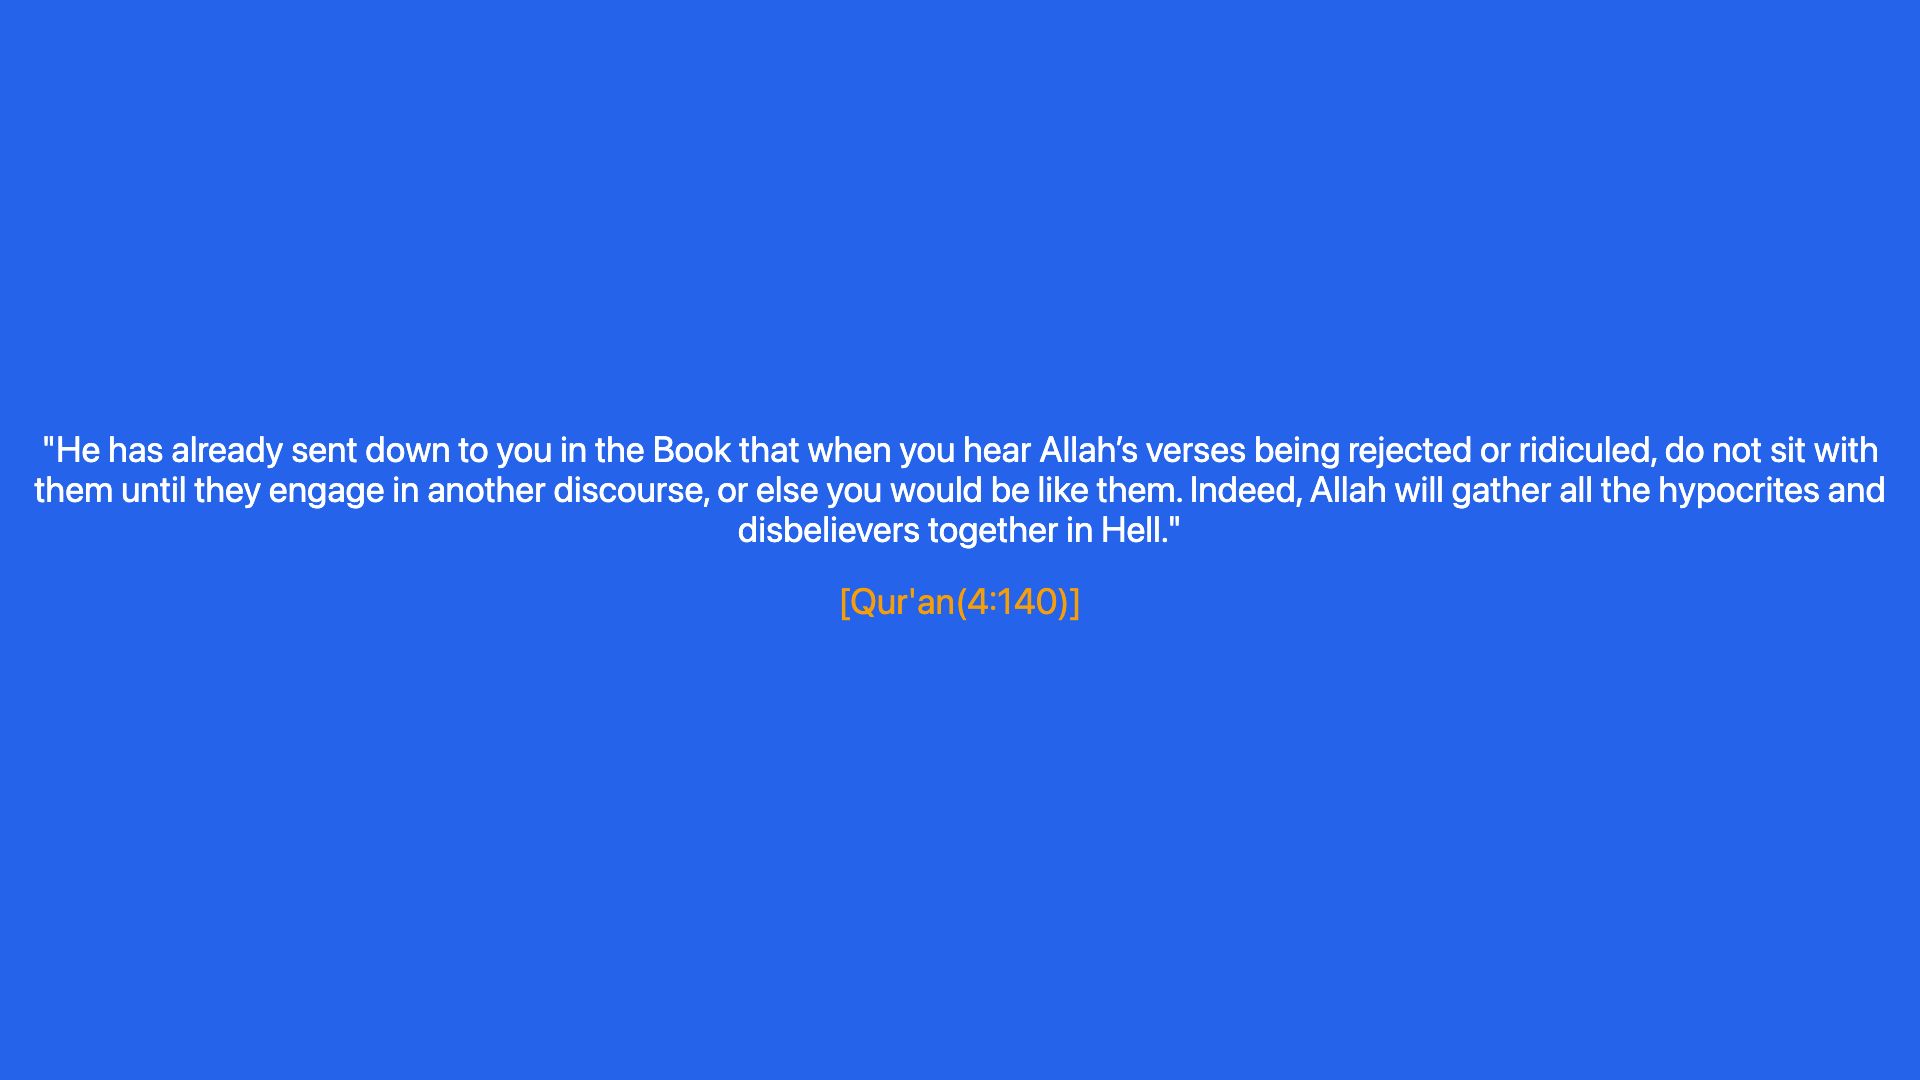 "He has already sent down to you in the Book that when you hear Allah’s verses being rejected or ridiculed, do not sit with
them until they engage in another discourse, or else you would be like them. Indeed, Allah will gather all the hypocrites and
disbelievers together in Hell."
[Qur'an(4:140)]